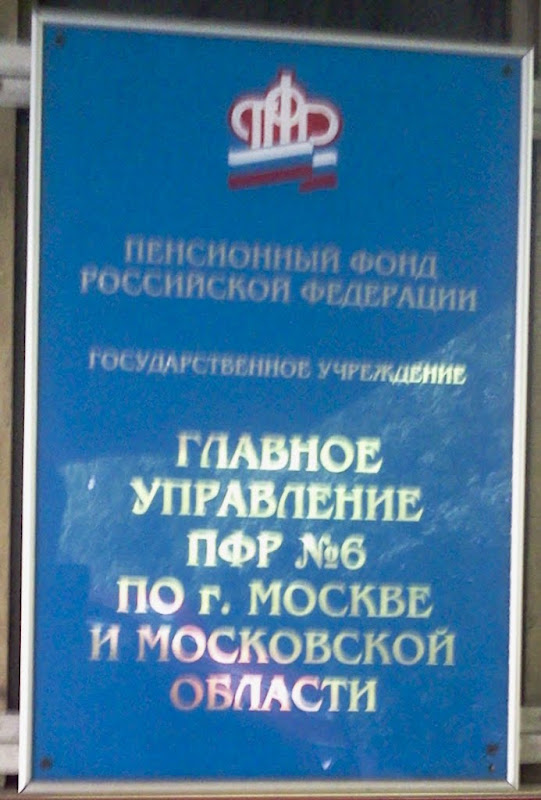 ПФР
ПЕНСИОННЫЙ ФОНД
РОССИЙСКОЙ ФЕДЕРАЦИИ
ГОСУДАРСТВЕННОЕ УЧРЕЖДЕНИЕ
ГЛАВНОЕ
УПРАВЛЕНИЕ
ПФР №6
ПО г. МОСКВЕ
И МОСКОВСКОЙ
ОБЛАСТИ